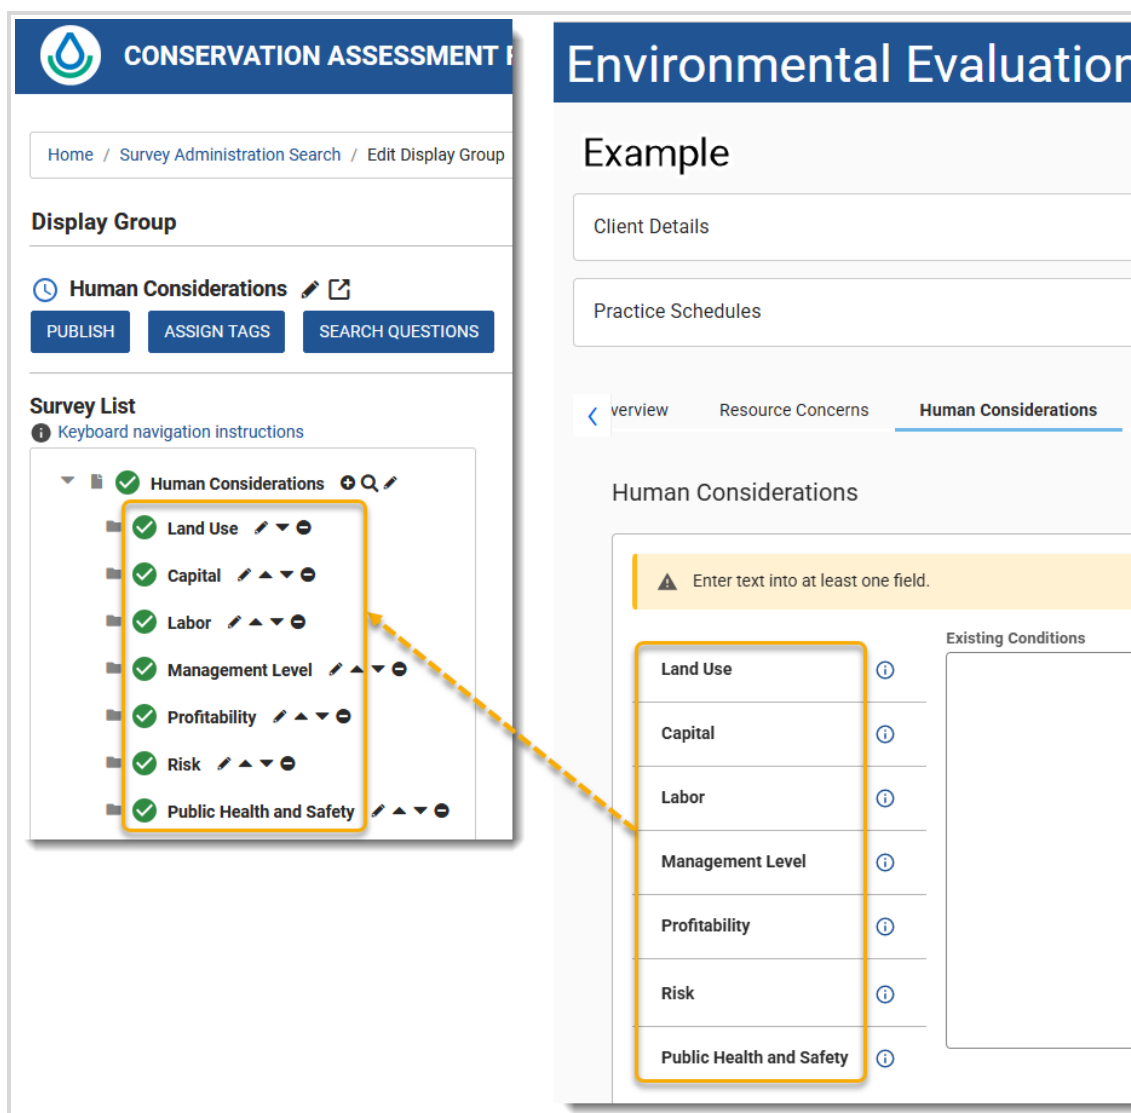 CONSERVATION ASSESSMENT
Home / Survey Administration Search / Edit Display Group
Display Group
Human Considerations
PUBLISH
ASSIGN TAGS
SEARCH QUESTIONS
Survey List
Keyboard navigation instructions
Human Considerations
Land Use
Capital
Labor
Management Level
Profitability
Risk
Public Health and Safety
Environmental Evaluation
Example
Client Details
Practice Schedules
verview
Resource Concerns
Human Considerations
Human Considerations
Enter text into at least one field.
Existing Conditions
Land Use
Capital
Labor
Management Level
Profitability
Risk
Public Health and Safety